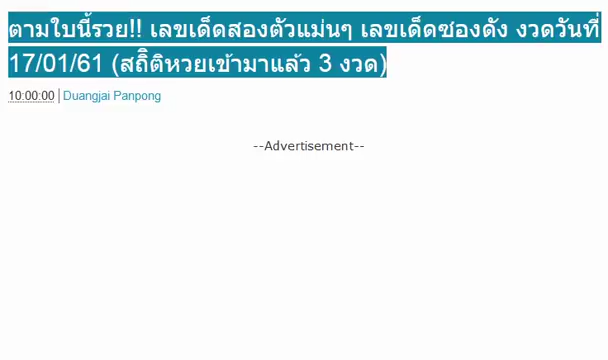 ตามใบนี้รวย!! เลขเด็ดสองตัวแม่นๆ เลขเด็ดซองดัง งวดวันที่
17/01/61 (สถิติหวยเข้ามาแล้ว 3 งวด)
10:00:00 Duangjai Panpong
--Advertisement--